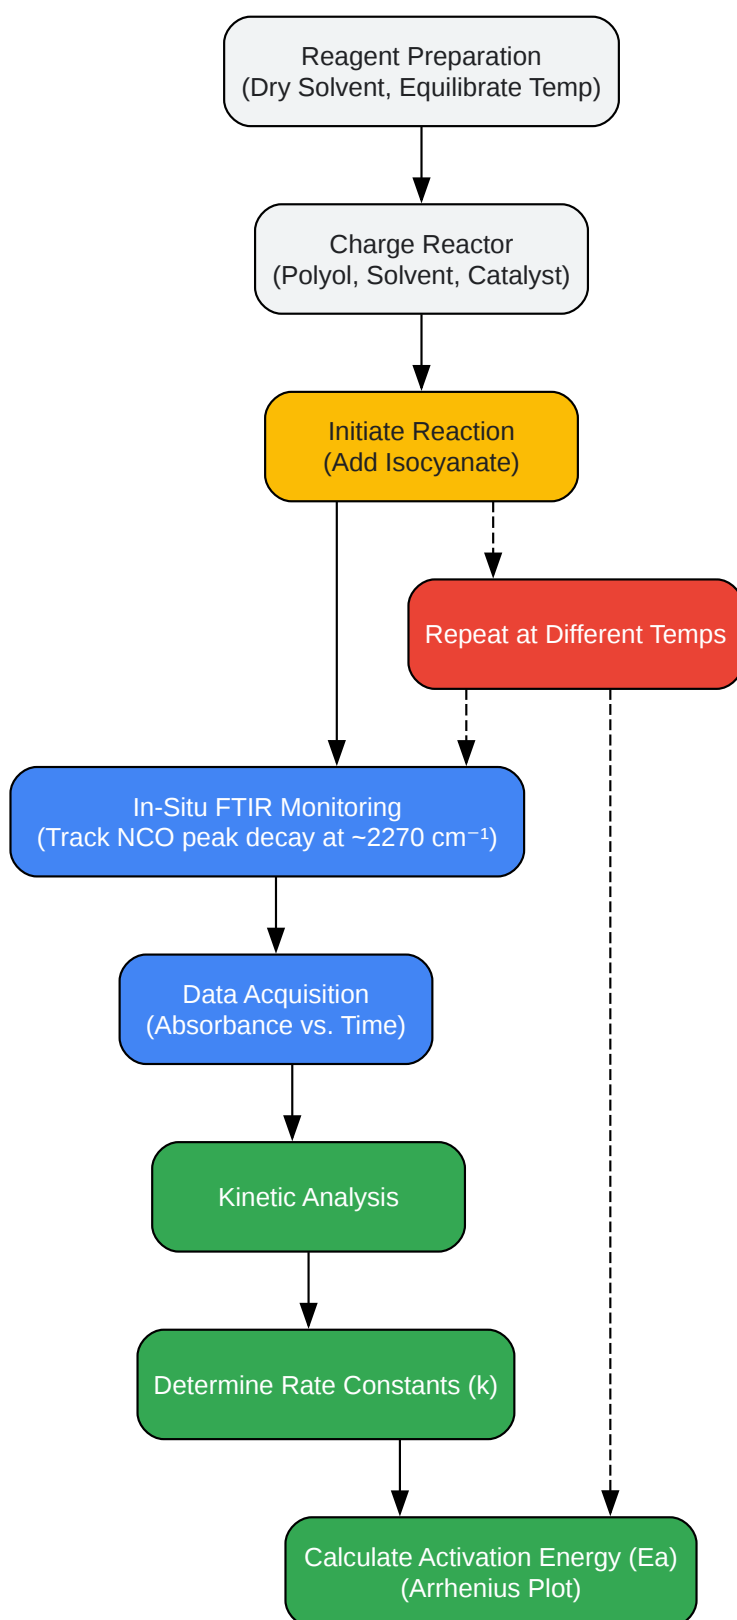 Reagent Preparation
(Dry Solvent, Equilibrate Temp)
Charge Reactor
(Polyol, Solvent, Catalyst)
Initiate Reaction
(Add Isocyanate)
Repeat at Different Temps
In-Situ FTIR Monitoring
(Track NCO peak decay at ~2270 cm⁻¹)
Data Acquisition
(Absorbance vs. Time)
Kinetic Analysis
Determine Rate Constants (k)
Calculate Activation Energy (Ea)
(Arrhenius Plot)